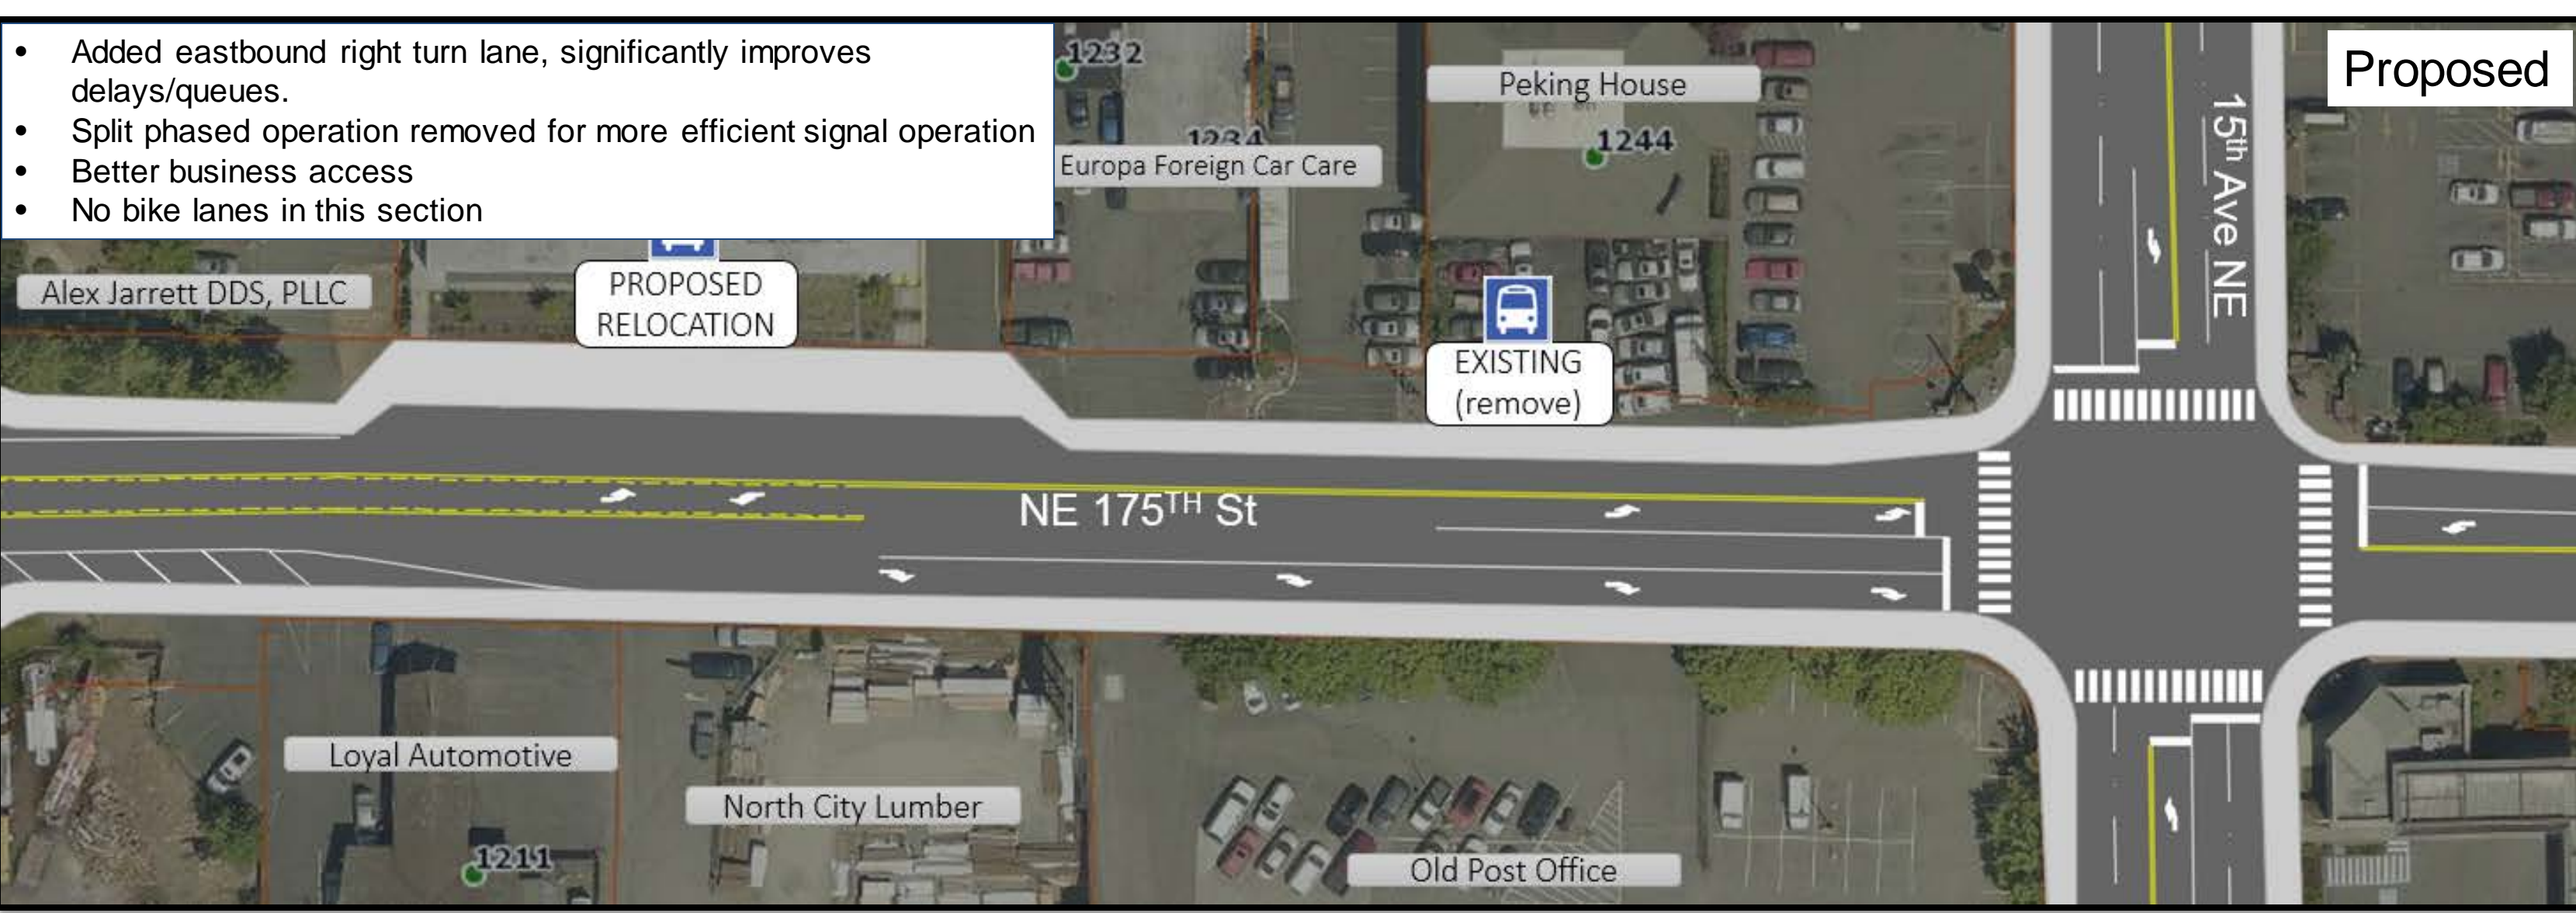 • Added eastbound right turn lane, significantly improves
delays/queues.
• Split phased operation removed for more efficient signal operation
• Better business access
• No bike lanes in this section
Proposed
1232
Peking House
1234
1244
Europa Foreign Car Care
15th Ave NE
Alex Jarrett DDS, PLLC
PROPOSED
RELOCATION
EXISTING
(remove)
NE 175TH St
Loyal Automotive
North City Lumber
1211
Old Post Office